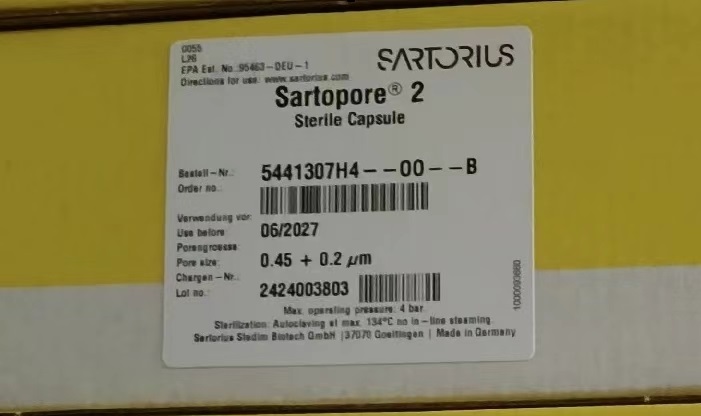 0055
L26
EPA Est. No.:95463-DEU-1
Directions for use: www.sartorius.com
SARTORIUS
Sartopore® 2
Sterile Capsule
Bestell-Nr.: 5441307H4--00--B
Order no.:
Verwendung vor:
Use before: 06/2027
Porengroesse
Pore size: 0.45 + 0.2 µm
Chargen-Nr.:
Lot no.: 2424003803
Max. operating pressure: 4 bar
Sterilization: Autoclaving at max. 134°C no in-line steaming.
Sartorius Stedim Biotech GmbH |37070 Goettingen | Made in Germany